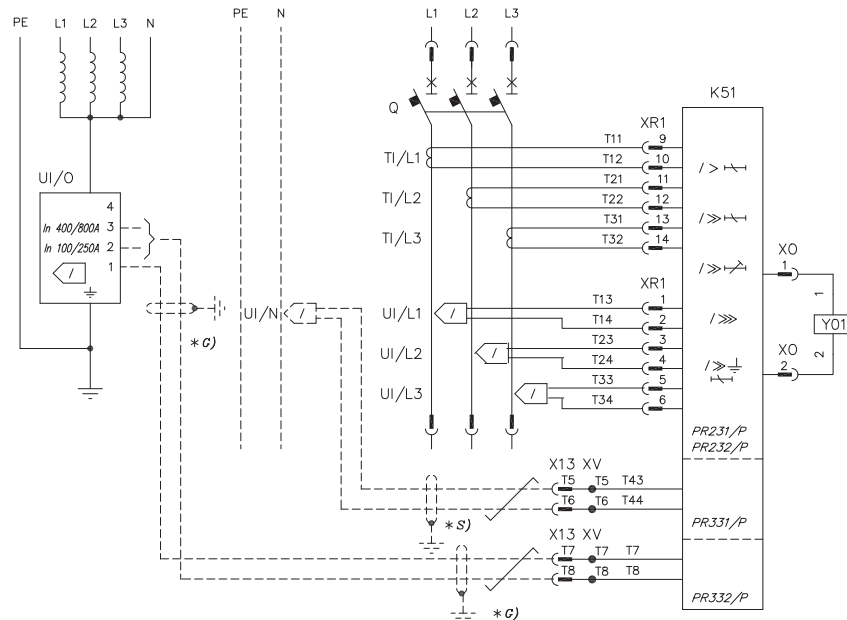 PE L1 L2 L3 N
PE N
L1 L2 L3
K51
Q
XR1
T11 9
T12 10
TI/L1
T21 11
T22 12
TI/L2
T31 13
T32 14
TI/L3
UI/O
4
In 400/800A 3
In 100/250A 2
1
/
I >
I ≫
I ≫
I ⋙
I ≫
XO
1
1
Y01
2
XO
2
XR1
T13 1
T14 2
UI/L1 /
T23 3
T24 4
UI/L2 /
T33 5
T34 6
UI/L3 /
UI/N /
*G)
PR231/P
PR232/P
X13 XV
T5 T5 T43
T6 T6 T44
*S)
PR331/P
X13 XV
T7 T7 T7
T8 T8 T8
*G)
PR332/P